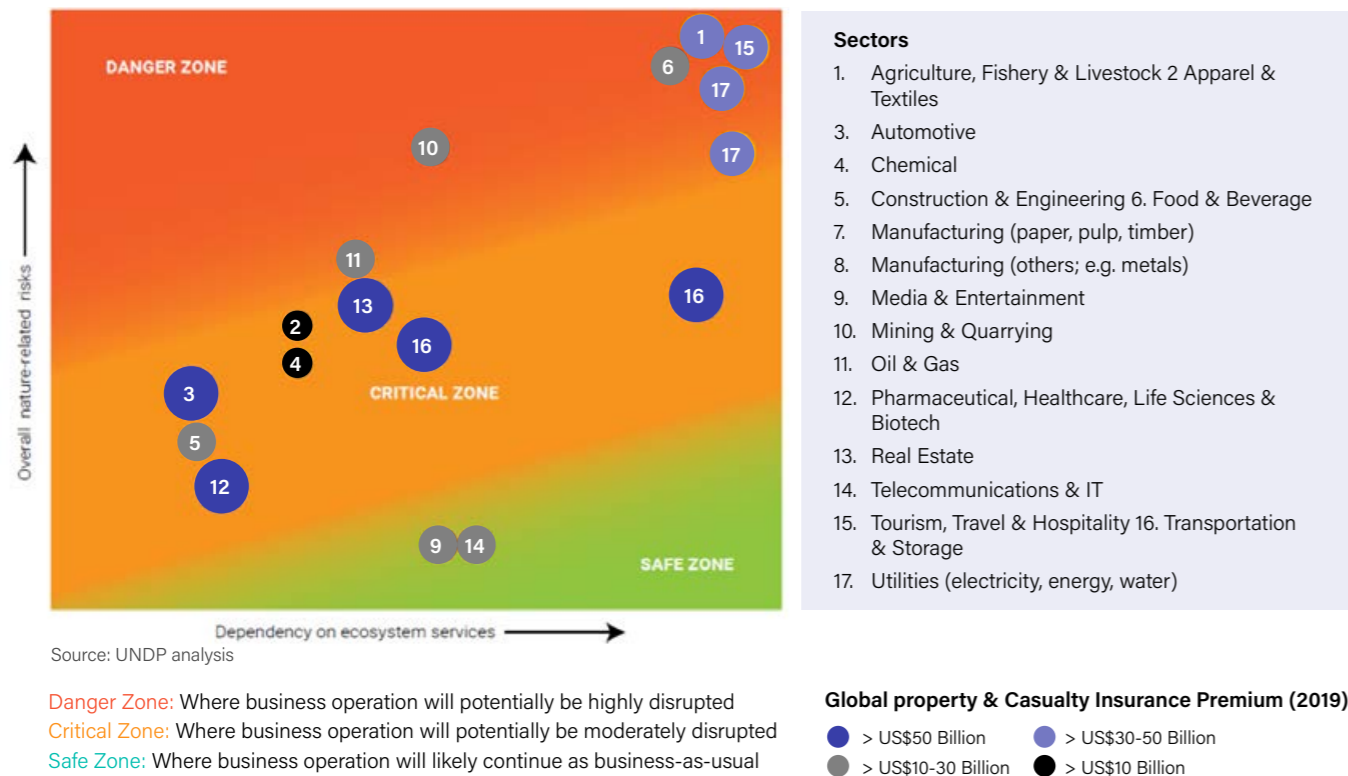 DANGER ZONE
1
15
6
17
10
17
11
13
16
2
16
4
3
CRITICAL ZONE
5
12
9
14
SAFE ZONE
Overall nature-related risks
Dependency on ecosystem services
Source: UNDP analysis
Danger Zone: Where business operation will potentially be highly disrupted
Critical Zone: Where business operation will potentially be moderately disrupted
Safe Zone: Where business operation will likely continue as business-as-usual
Sectors
1. Agriculture, Fishery & Livestock 2 Apparel &
Textiles
3. Automotive
4. Chemical
5. Construction & Engineering 6. Food & Beverage
7. Manufacturing (paper, pulp, timber)
8. Manufacturing (others; e.g. metals)
9. Media & Entertainment
10. Mining & Quarrying
11. Oil & Gas
12. Pharmaceutical, Healthcare, Life Sciences &
Biotech
13. Real Estate
14. Telecommunications & IT
15. Tourism, Travel & Hospitality 16. Transportation
& Storage
17. Utilities (electricity, energy, water)
Global property & Casualty Insurance Premium (2019)
> US$50 Billion
> US$30-50 Billion
> US$10-30 Billion
> US$10 Billion